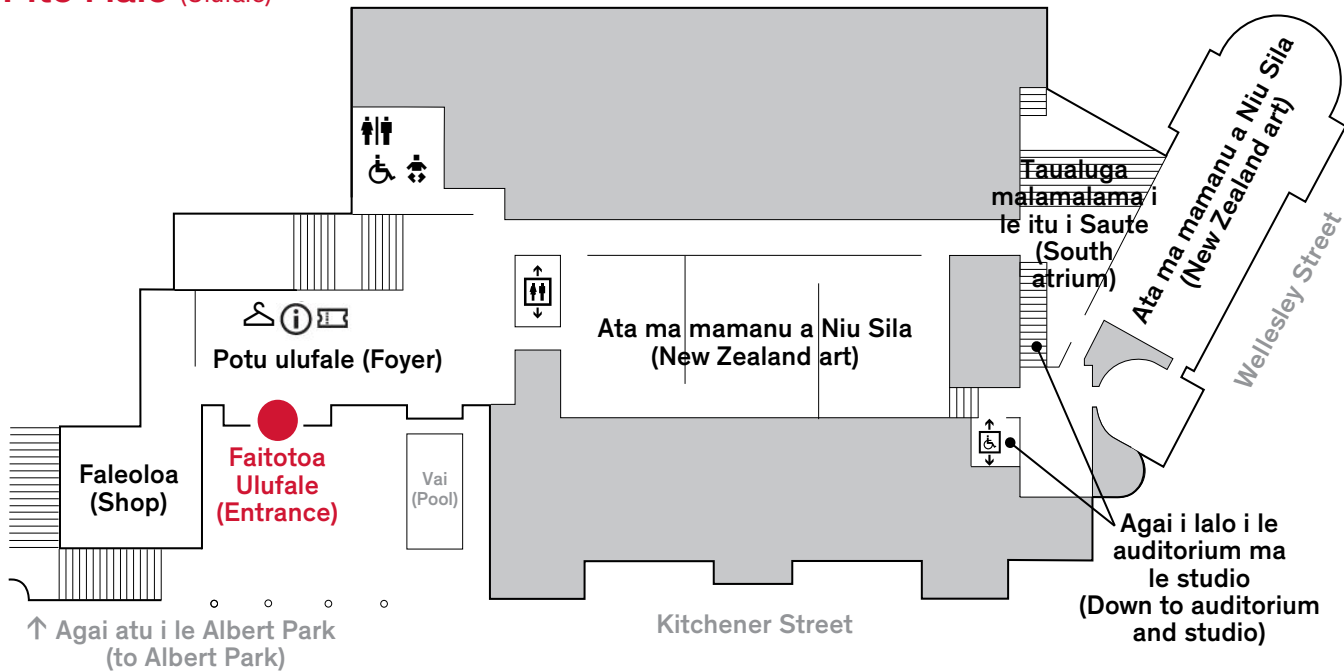 (Ulufale)
Ata ma mamanu a Niu Sila
(New Zealand art)
Taualuga
malamalama i
le itu i Saute
(South
atrium)
Wellesley Street
Potu ulufale (Foyer)
Ata ma mamanu a Niu Sila
(New Zealand art)
Faleoloa
(Shop)
Faitotoa
Ulufale
(Entrance)
Vai
(Pool)
Agai i lalo i le
auditorium ma
le studio
(Down to auditorium
and studio)
Kitchener Street
↑ Agai atu i le Albert Park
(to Albert Park)